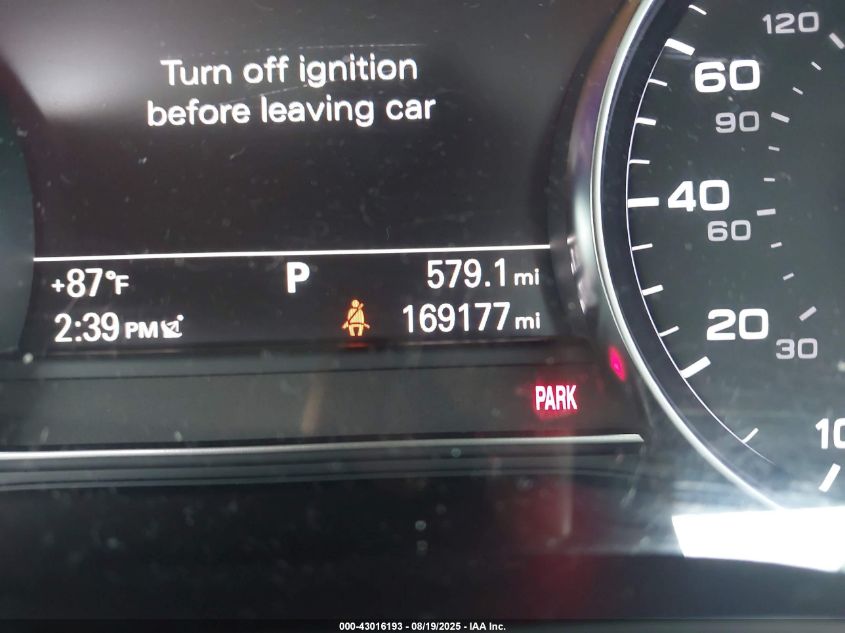 Turn off ignition
before leaving car
+87°F
P
579.1 mi
2:39 PM
169177 mi
PARK
120
60
90
40
60
20
30
10
000-43016193 - 08/19/2025 - IAA Inc.